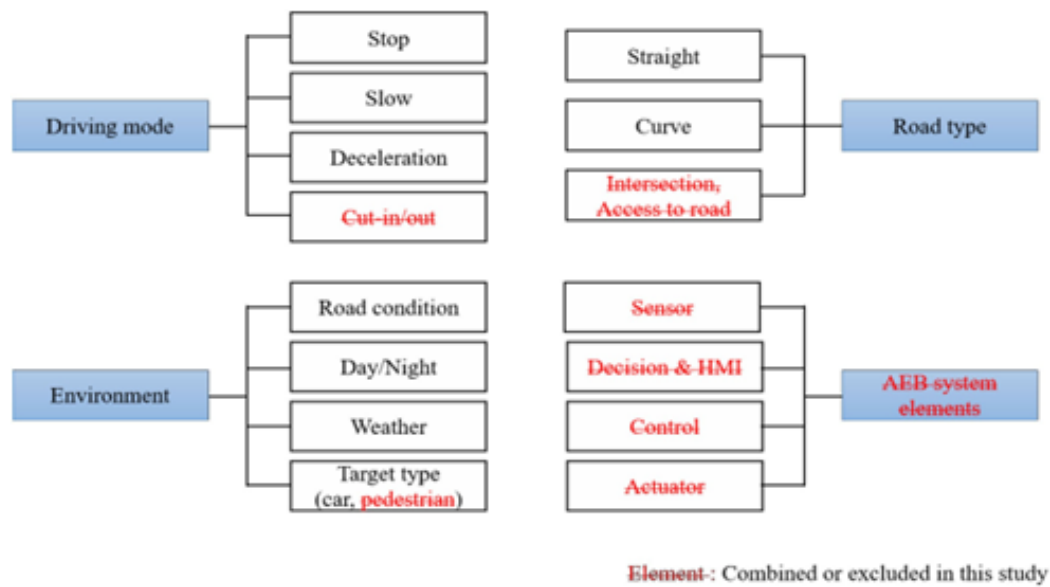 Driving mode
Stop
Slow
Deceleration
Cut-in/out
Straight
Curve
Intersection,
Access to road
Road type
Environment
Road condition
Day/Night
Weather
Target type
(car, pedestrian)
Sensor
Decision & HMI
Control
Actuator
AEB system
elements
Element : Combined or excluded in this study